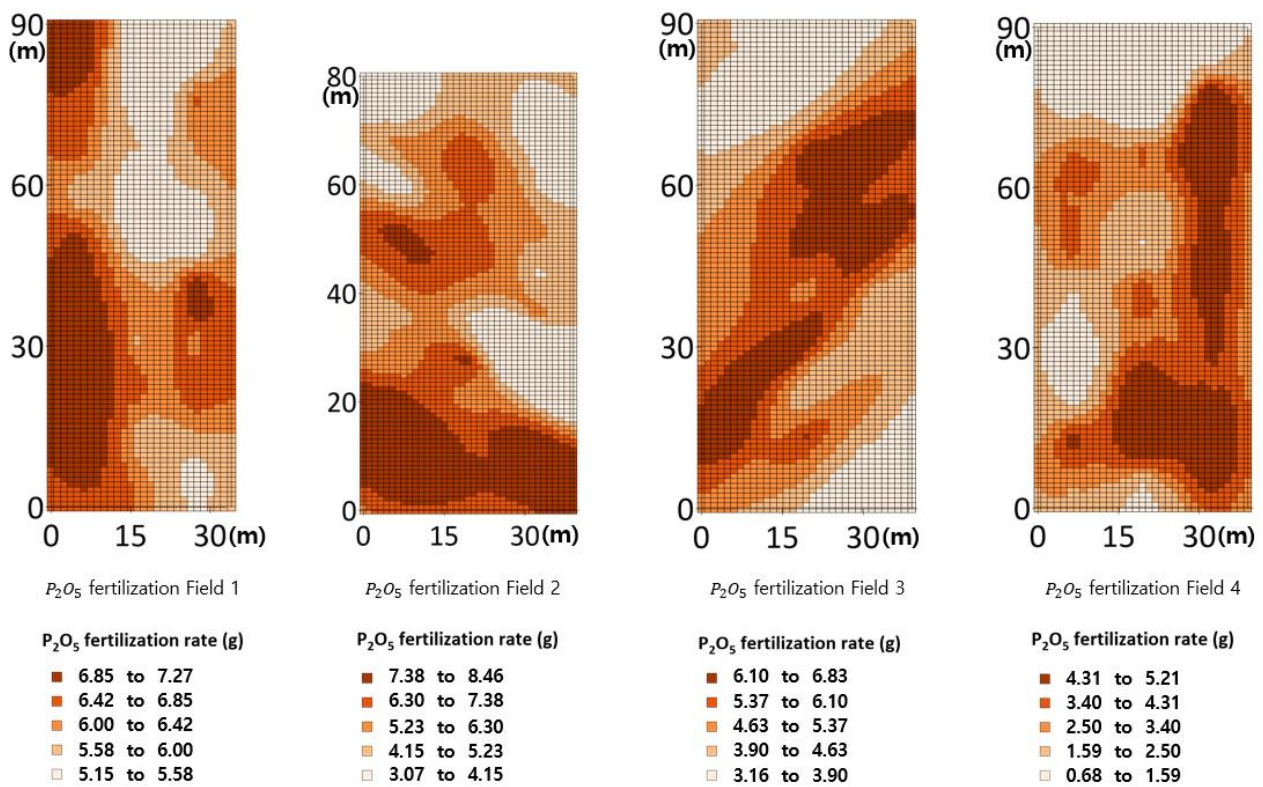 90
(m)
60
30
0
0 15 30(m)
80
(m)
60
40
20
0
0 15 30(m)
90
(m)
60
30
0
0 15 30(m)
90
(m)
60
30
0
0 15 30(m)
P₂O₅ fertilization Field 1
P₂O₅ fertilization Field 2
P₂O₅ fertilization Field 3
P₂O₅ fertilization Field 4
P₂O₅ fertilization rate (g)
6.85 to 7.27
6.42 to 6.85
6.00 to 6.42
5.58 to 6.00
5.15 to 5.58
P₂O₅ fertilization rate (g)
7.38 to 8.46
6.30 to 7.38
5.23 to 6.30
4.15 to 5.23
3.07 to 4.15
P₂O₅ fertilization rate (g)
6.10 to 6.83
5.37 to 6.10
4.63 to 5.37
3.90 to 4.63
3.16 to 3.90
P₂O₅ fertilization rate (g)
4.31 to 5.21
3.40 to 4.31
2.50 to 3.40
1.59 to 2.50
0.68 to 1.59